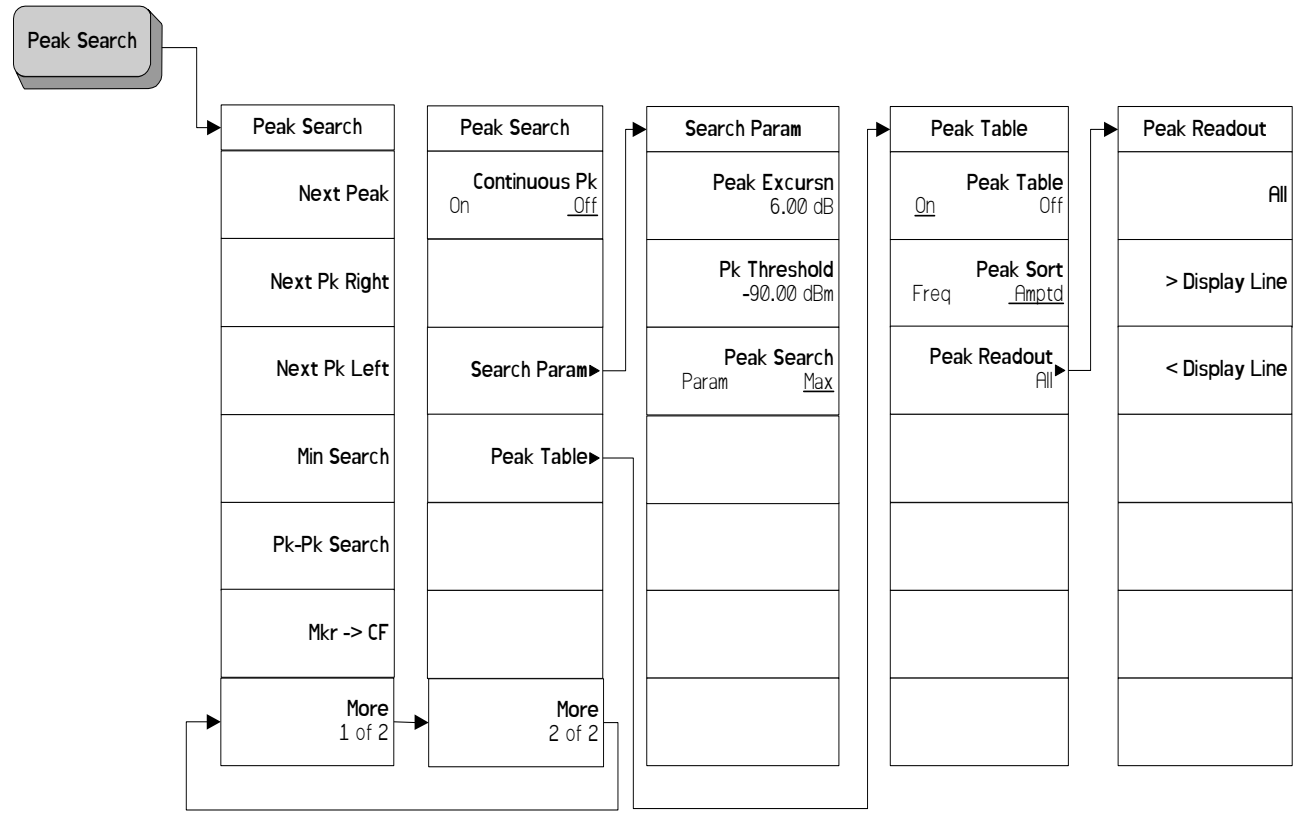 Peak Search
Peak Search
Next Peak
Next Pk Right
Next Pk Left
Min Search
Pk-Pk Search
Mkr -> CF
More
1 of 2
Peak Search
Continuous Pk
On Off
Search Param
Peak Table
More
2 of 2
Search Param
Peak Excursn
6.00 dB
Pk Threshold
-90.00 dBm
Peak Search
Param Max
Peak Table
Peak Table
On Off
Peak Sort
Freq Amptd
Peak Readout
All
Peak Readout
All
> Display Line
< Display Line